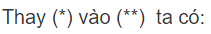 Thay (*) vào (**) ta có: